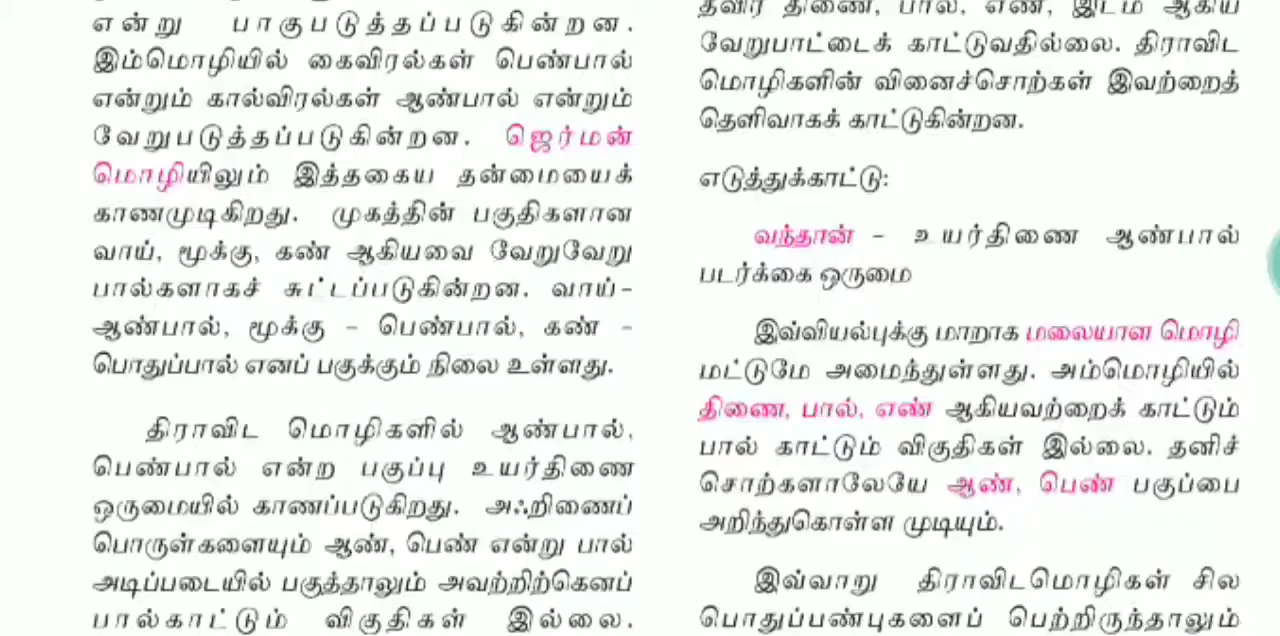 என்று பாகுபடுத்தப்படுகின்றன.
இம்மொழியில் கைவிரல்கள் பெண்பால்
என்றும் கால்விரல்கள் ஆண்பால் என்றும்
வேறுபடுத்தப்படுகின்றன. ஜெர்மன்
மொழியிலும் இத்தகைய தன்மையைக்
காணமுடிகிறது. முகத்தின் பகுதிகளான
வாய், மூக்கு, கண் ஆகியவை வேறுவேறு
பால்களாகச் சுட்டப்படுகின்றன. வாய்-
ஆண்பால், மூக்கு – பெண்பால், கண் –
பொதுப்பால் எனப் பகுக்கும் நிலை உள்ளது.
திராவிட மொழிகளில் ஆண்பால்,
பெண்பால் என்ற பகுப்பு உயர்திணை
ஒருமையில் காணப்படுகிறது. அஃறிணைப்
பொருள்களையும் ஆண், பெண் என்று பால்
அடிப்படையில் பகுத்தாலும் அவற்றிற்கெனப்
பால்காட்டும் விகுதிகள் இல்லை.
தவிர திணை, பால், எண், இடம் ஆகிய
வேறுபாட்டைக் காட்டுவதில்லை. திராவிட
மொழிகளின் வினைச்சொற்கள் இவற்றைத்
தெளிவாகக் காட்டுகின்றன.
எடுத்துக்காட்டு:
வந்தான் – உயர்திணை ஆண்பால்
படர்க்கை ஒருமை
இவ்வியல்புக்கு மாறாக மலையாள மொழி
மட்டுமே அமைந்துள்ளது. அம்மொழியில்
திணை, பால், எண் ஆகியவற்றைக் காட்டும்
பால் காட்டும் விகுதிகள் இல்லை. தனிச்
சொற்களாலேயே ஆண், பெண் பகுப்பை
அறிந்துகொள்ள முடியும்.
இவ்வாறு திராவிடமொழிகள் சில
பொதுப்பண்புகளைப் பெற்றிருந்தாலும்